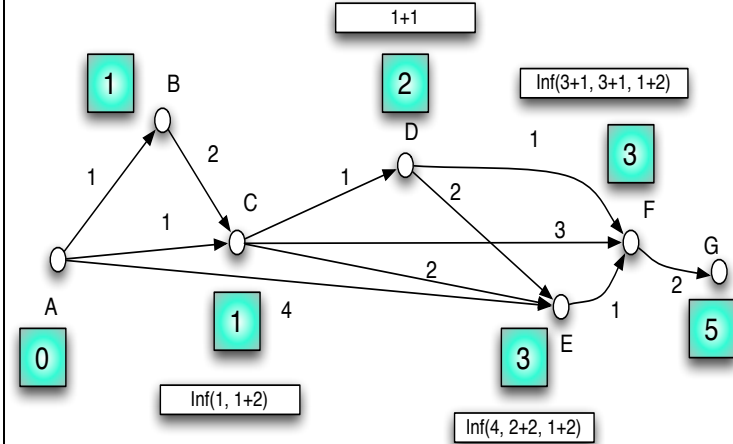 1+1
1
B
2
Inf(3+1, 3+1, 1+2)
D
3
1
1
2
1
2
F
1
C
3
G
2
2
A
4
1
1
5
0
3
E
Inf(1, 1+2)
Inf(4, 2+2, 1+2)